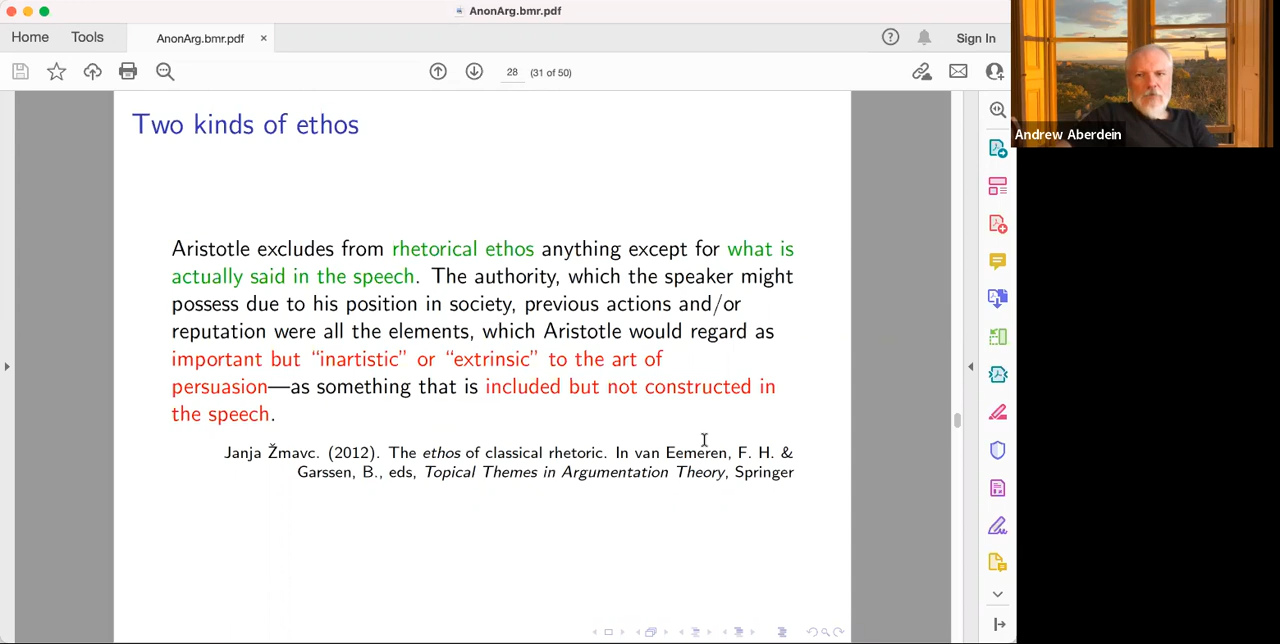 AnonArg.bmr.pdf
Home Tools AnonArg.bmr.pdf × Sign In
28 (31 of 50)
Andrew Aberdein
Two kinds of ethos
Aristotle excludes from rhetorical ethos anything except for what is
actually said in the speech. The authority, which the speaker might
possess due to his position in society, previous actions and/or
reputation were all the elements, which Aristotle would regard as
important but “inartistic” or “extrinsic” to the art of
persuasion—as something that is included but not constructed in
the speech.
Janja Žmavc. (2012). The ethos of classical rhetoric. In van Eemeren, F. H. &
Garssen, B., eds, Topical Themes in Argumentation Theory, Springer